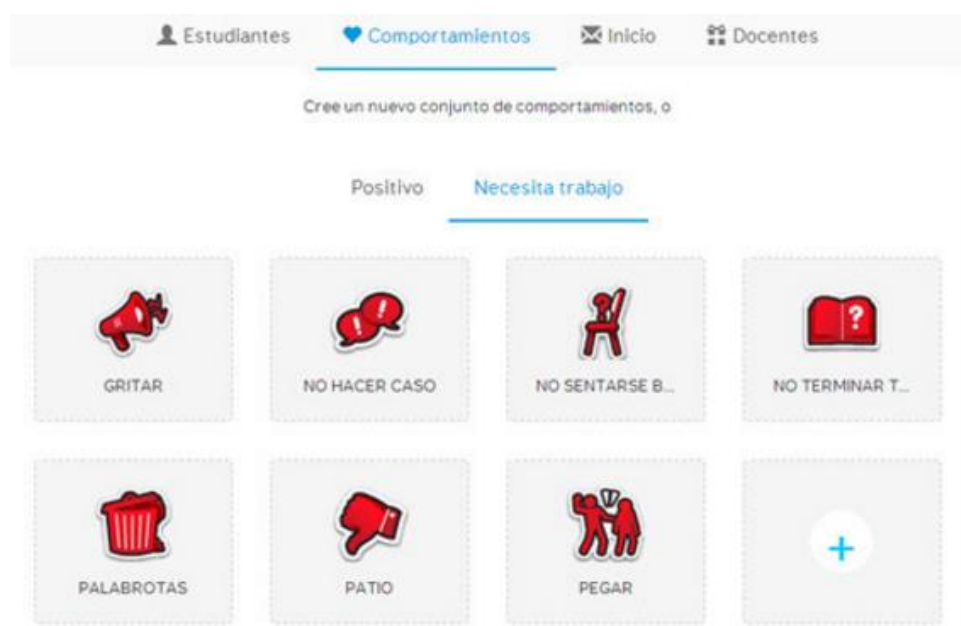 Estudiantes Comportamientos Inicio Docentes
Cree un nuevo conjunto de comportamientos, o
Positivo Necesita trabajo
GRITAR NO HACER CASO NO SENTARSE B... NO TERMINAR T...
PALABROTAS PATIO PEGAR